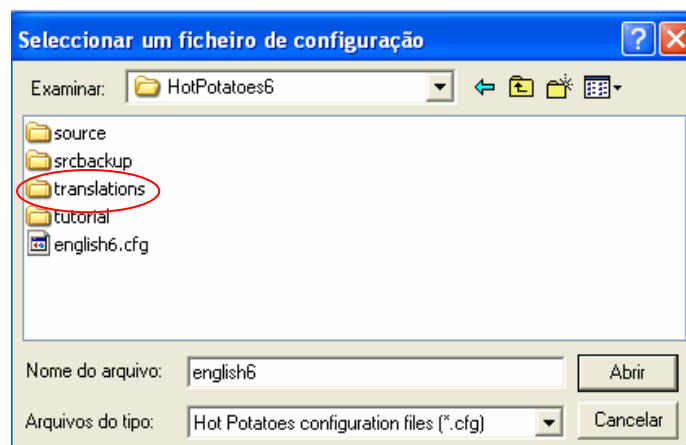 Seleccionar um ficheiro de configuração
Examinar: HotPotatoes6
source
srcbackup
translations
tutorial
english6.cfg
Nome do arquivo: english6 Abrir
Arquivos do tipo: Hot Potatoes configuration files (*.cfg) Cancelar